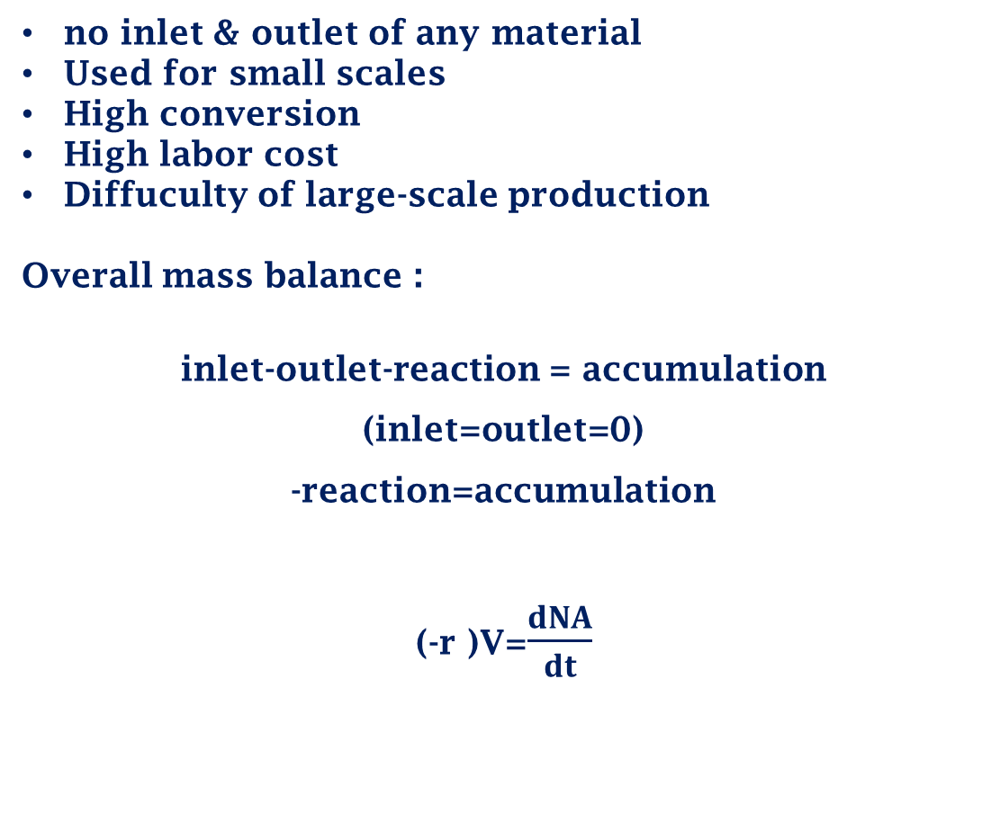 • no inlet & outlet of any material
• Used for small scales
• High conversion
• High labor cost
• Diffuculty of large-scale production
Overall mass balance :
inlet-outlet-reaction = accumulation
(inlet=outlet=0)
-reaction=accumulation
(-r )V=dNA/dt